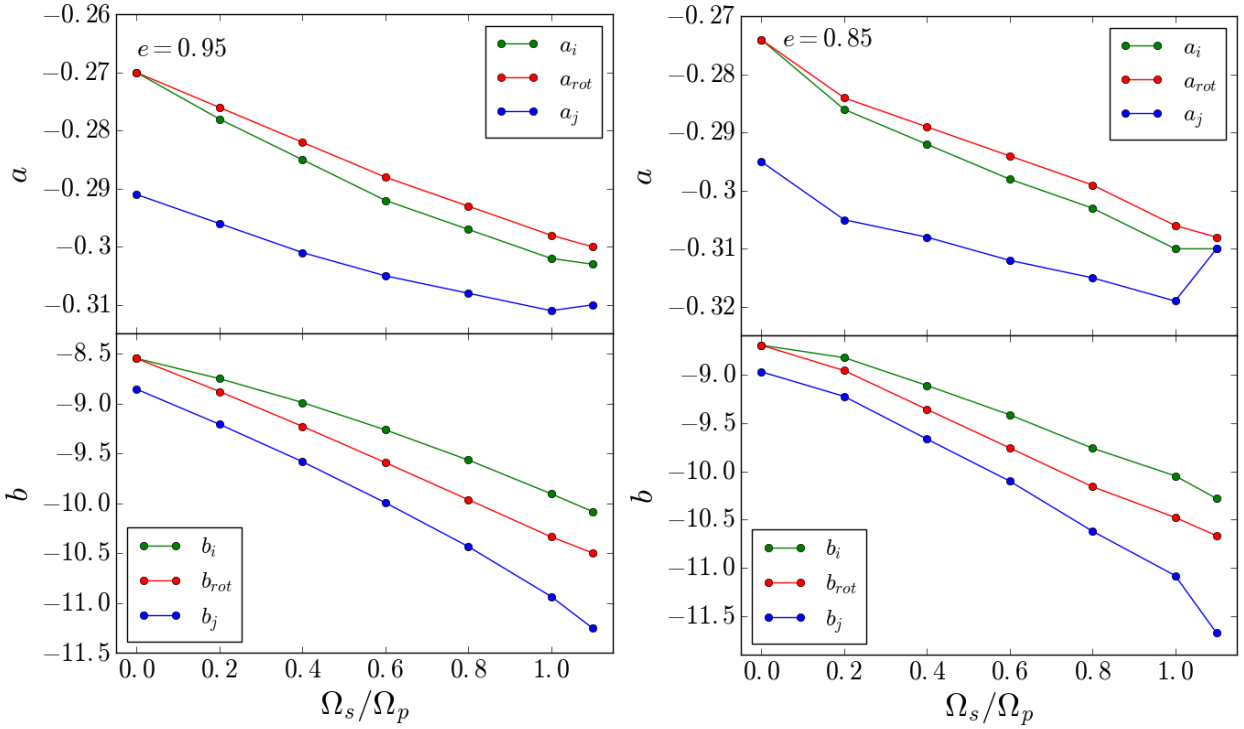 e = 0.95
a_i
a_rot
a_j
−0.26
−0.27
−0.28
−0.29
−0.3
−0.31
a
b_i
b_rot
b_j
−8.5
−9.0
−9.5
−10.0
−10.5
−11.0
−11.5
b
0.0 0.2 0.4 0.6 0.8 1.0
Ω_s/Ω_p
e = 0.85
a_i
a_rot
a_j
−0.27
−0.28
−0.29
−0.3
−0.31
−0.32
a
b_i
b_rot
b_j
−9.0
−9.5
−10.0
−10.5
−11.0
−11.5
b
0.0 0.2 0.4 0.6 0.8 1.0
Ω_s/Ω_p